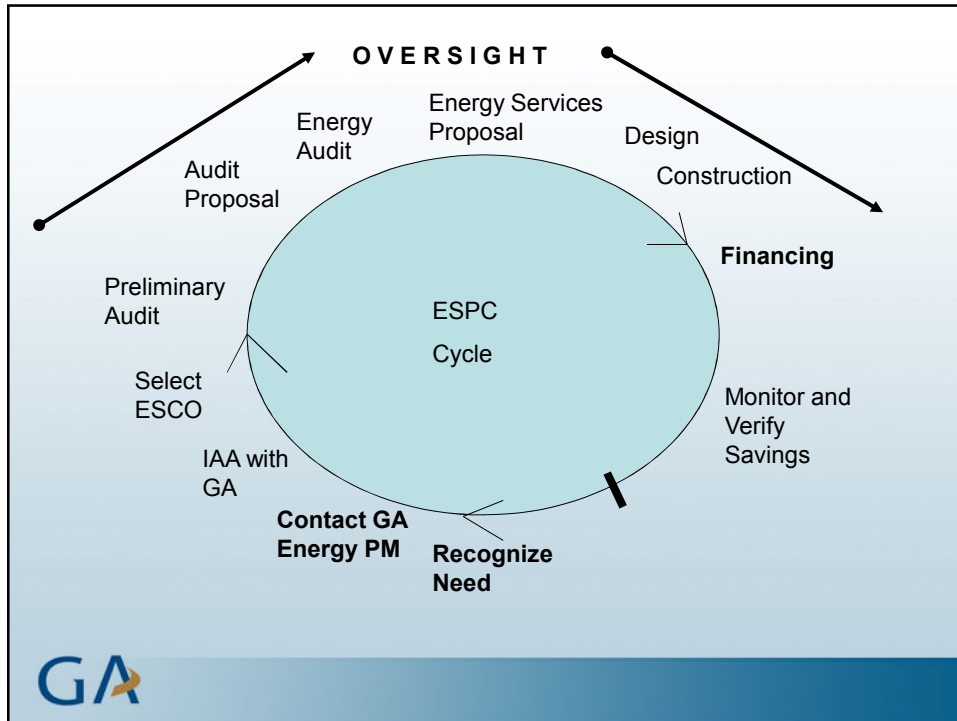 O V E R S I G H T
Energy Services
Proposal
Energy
Audit
Design
Audit
Proposal
Construction
Financing
Preliminary
Audit
ESPC
Cycle
Select
ESCO
Monitor and
Verify
Savings
IAA with
GA
Contact GA
Energy PM
Recognize
Need
GA